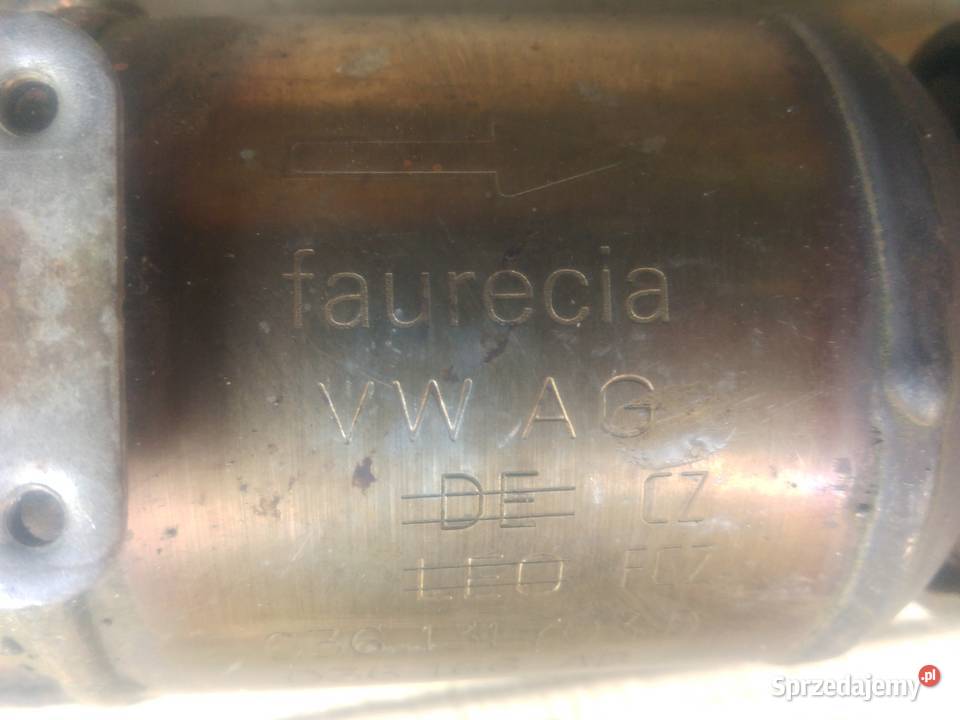 faurecia
VW AG
DE CZ
LEO FCZ
Sprzedajemy.pl